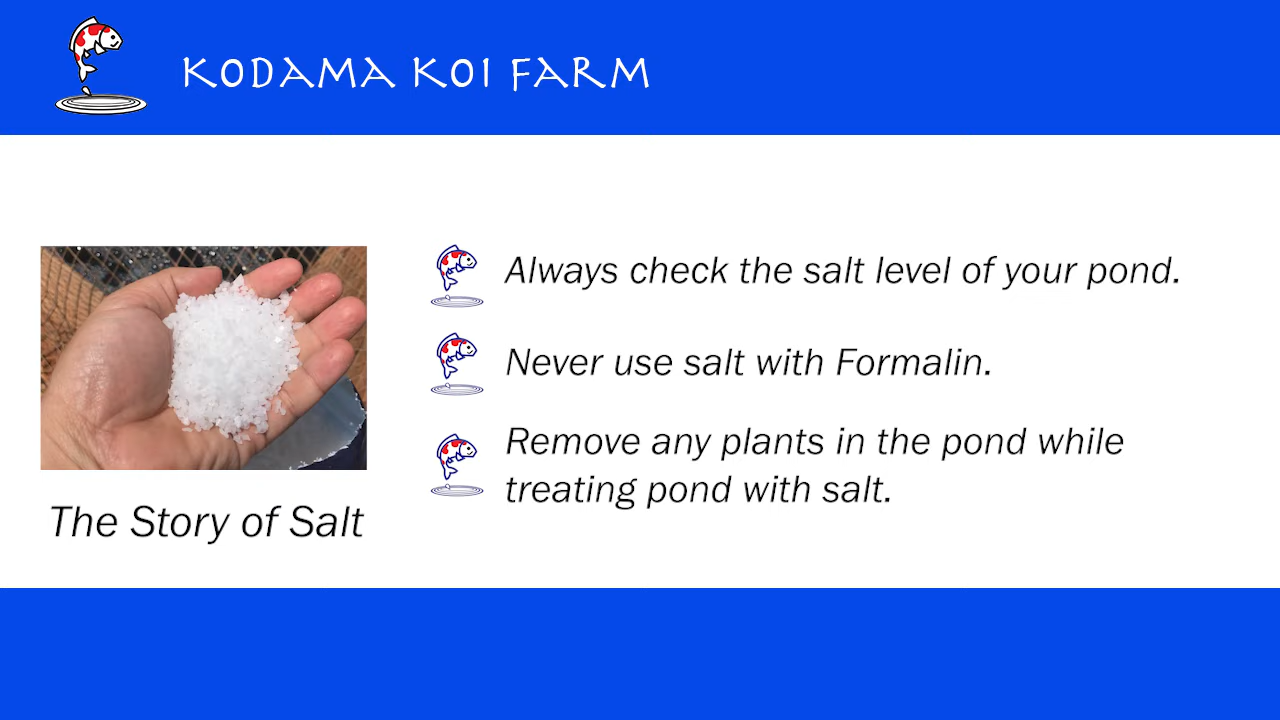 KODAMA KOI FARM
Always check the salt level of your pond.
Never use salt with Formalin.
Remove any plants in the pond while
treating pond with salt.
The Story of Salt